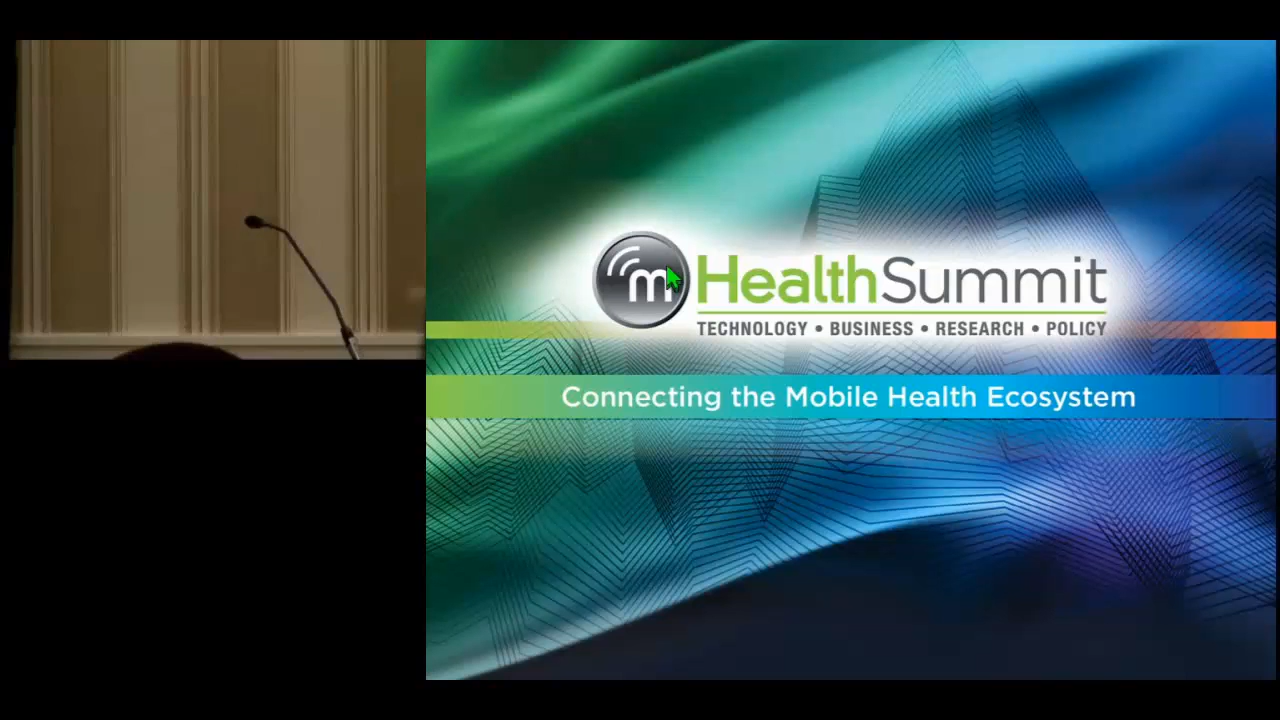 mHealthSummit
TECHNOLOGY • BUSINESS • RESEARCH • POLICY
Connecting the Mobile Health Ecosystem